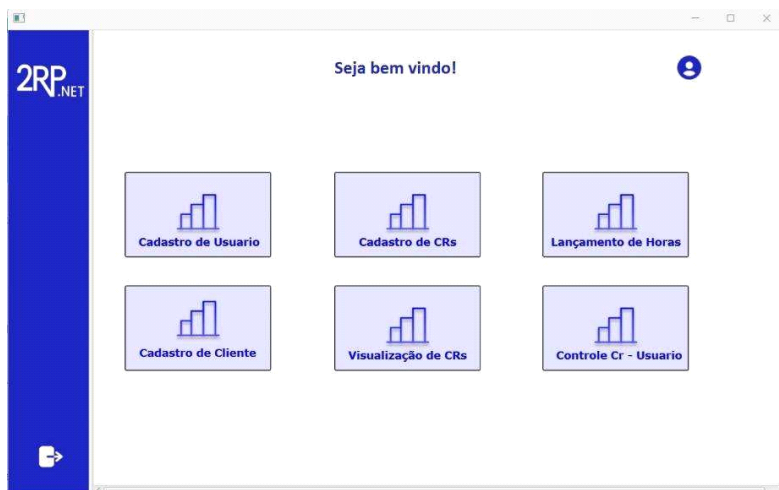 2RP
.NET
Seja bem vindo!
Cadastro de Usuario
Cadastro de CRs
Lançamento de Horas
Cadastro de Cliente
Visualização de CRs
Controle Cr - Usuario